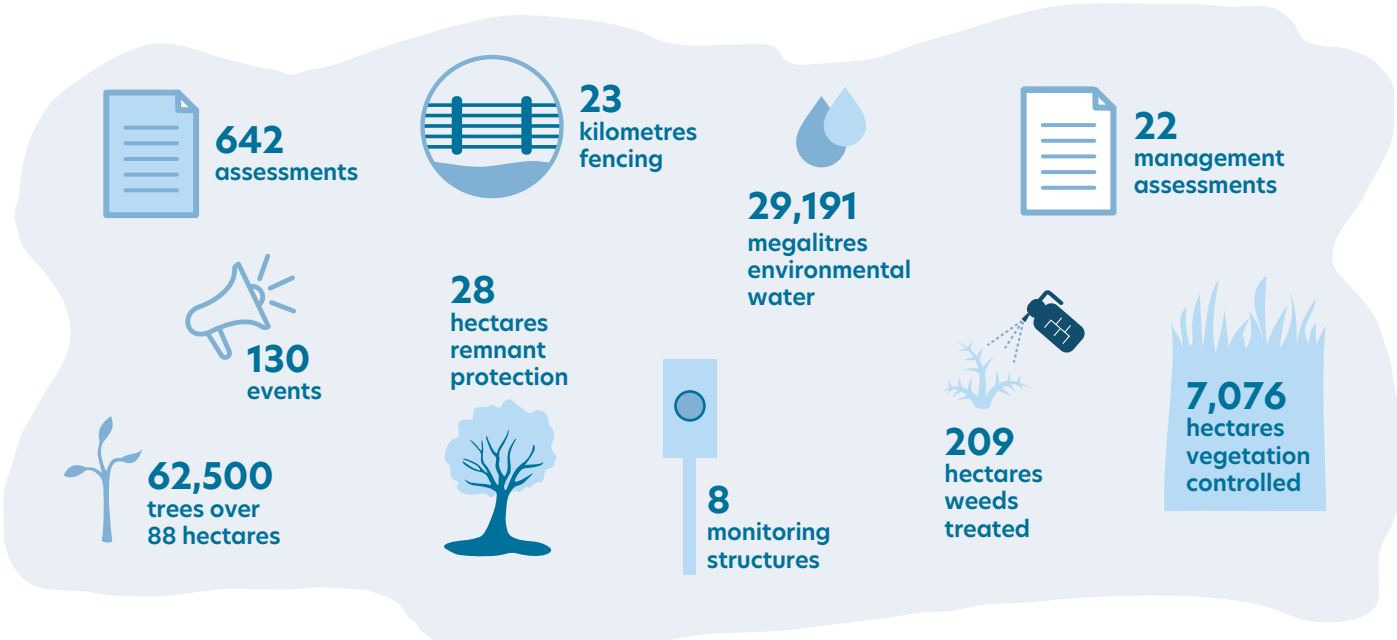 642
assessments
23
kilometres
fencing
29,191
megalitres
environmental
water
22
management
assessments
130
events
28
hectares
remnant
protection
62,500
trees over
88 hectares
8
monitoring
structures
209
hectares
weeds
treated
7,076
hectares
vegetation
controlled